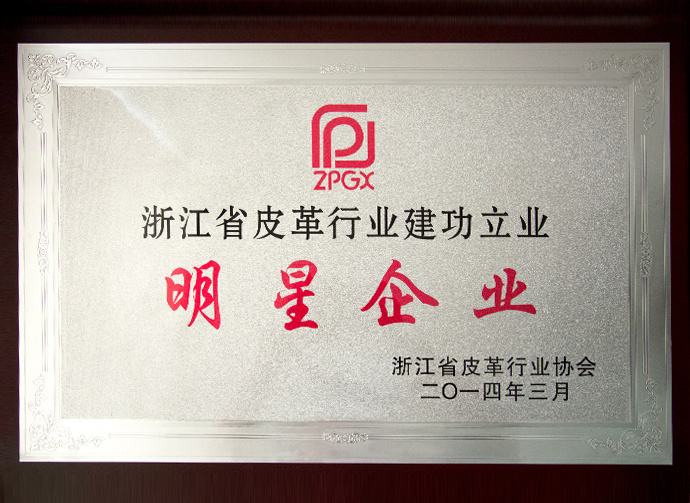 ZPGX
浙江省皮革行业建功立业
明星企业
浙江省皮革行业协会
二〇一四年三月